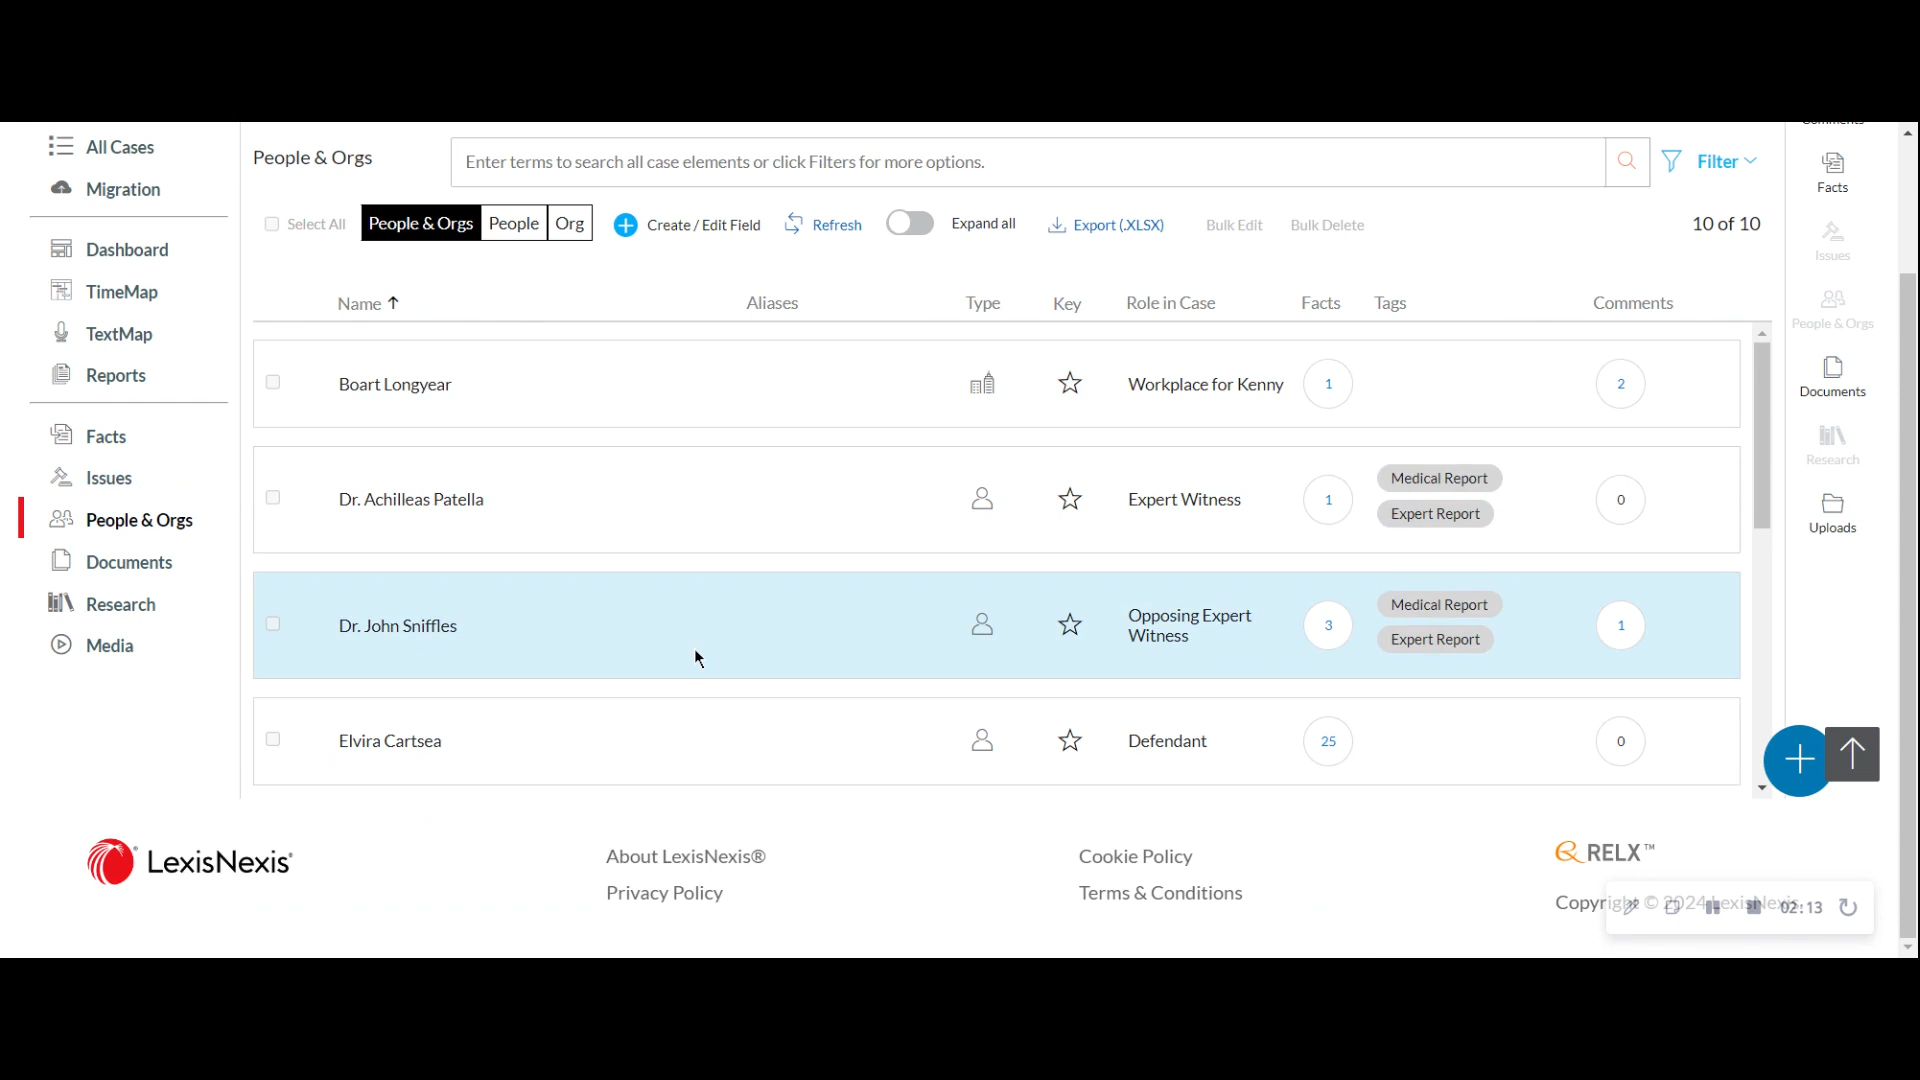 All Cases
Migration
Dashboard
TimeMap
TextMap
Reports
Facts
Issues
People & Orgs
Documents
Research
Media
People & Orgs
Enter terms to search all case elements or click Filters for more options.
Filter
Select All
People & Orgs
People
Org
Create / Edit Field
Refresh
Expand all
Export (.XLSX)
Bulk Edit
Bulk Delete
10 of 10
Name
Aliases
Type
Key
Role in Case
Facts
Tags
Comments
Boart Longyear
Workplace for Kenny
1
2
Dr. Achilleas Patella
Expert Witness
1
Medical Report
Expert Report
0
Dr. John Sniffles
Opposing Expert
Witness
3
Medical Report
Expert Report
1
Elvira Cartsea
Defendant
25
0
Comments
Facts
Issues
People & Orgs
Documents
Research
Uploads
LexisNexis®
About LexisNexis®
Privacy Policy
Cookie Policy
Terms & Conditions
RELX™
Copyright © 2024 LexisNexis.
02:13